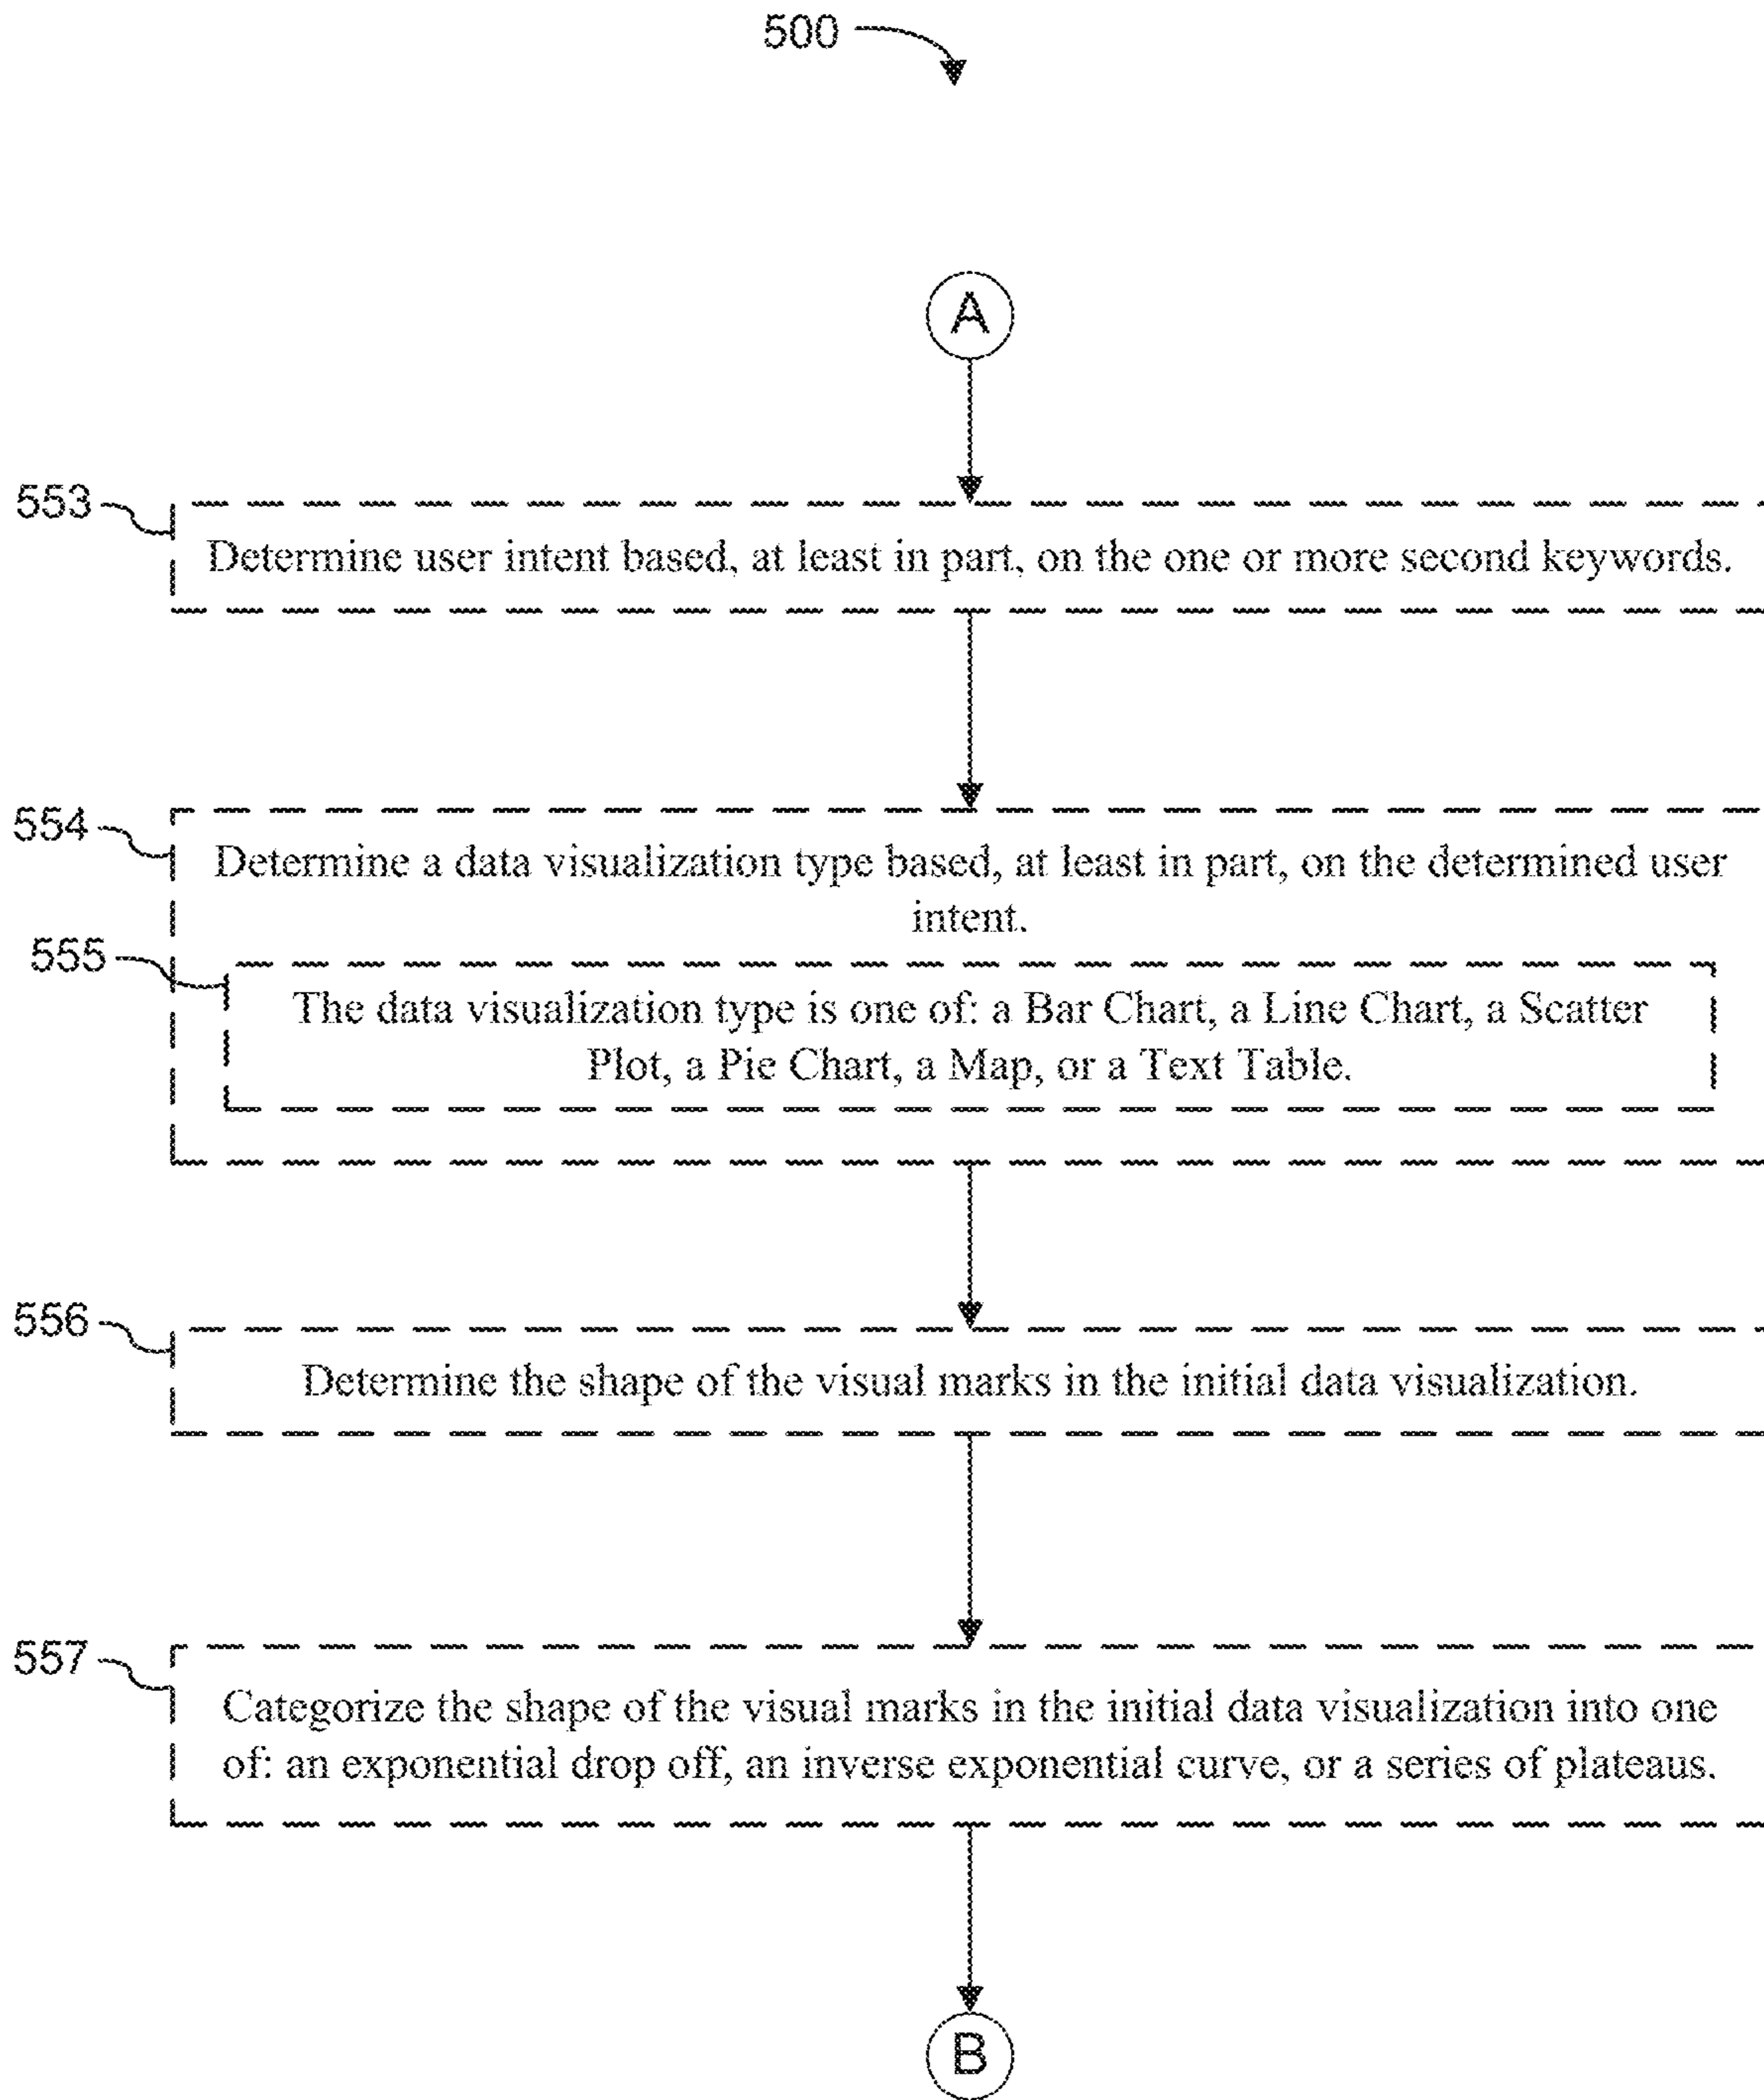 500
A
553
Determine user intent based, at least in part, on the one or more second keywords.
554
Determine a data visualization type based, at least in part, on the determined user
intent.
555
The data visualization type is one of: a Bar Chart, a Line Chart, a Scatter
Plot, a Pie Chart, a Map, or a Text Table.
556
Determine the shape of the visual marks in the initial data visualization.
557
Categorize the shape of the visual marks in the initial data visualization into one
of: an exponential drop off, an inverse exponential curve, or a series of plateaus.
B